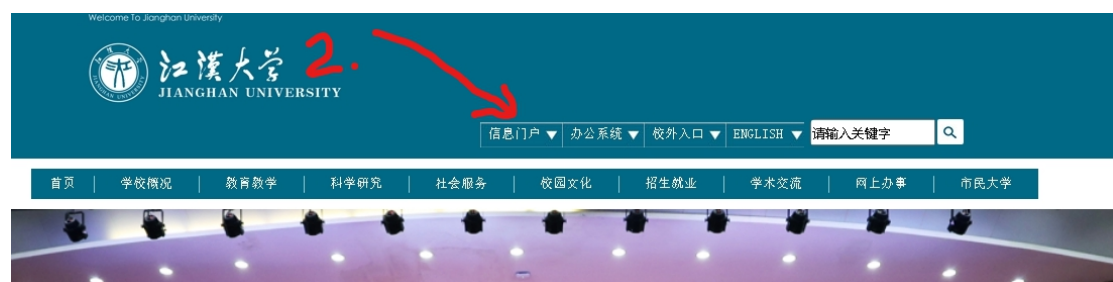 Welcome To Jianghan University
江漢大学
JIANGHAN UNIVERSITY
2.
信息门户 ▼ 办公系统 ▼ 校外入口 ▼ ENGLISH ▼ 请输入关键字
首页 | 学校概况 | 教育教学 | 科学研究 | 社会服务 | 校园文化 | 招生就业 | 学术交流 | 网上办事 | 市民大学